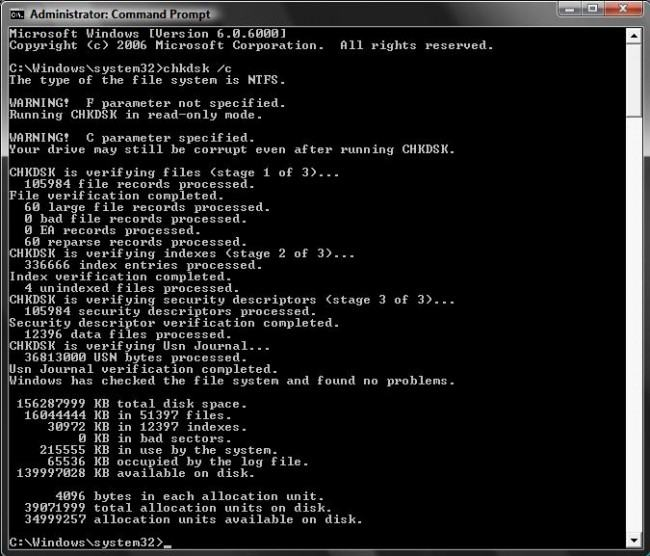 Administrator: Command Prompt
Microsoft Windows [Version 6.0.6000]
Copyright (c) 2006 Microsoft Corporation.  All rights reserved.
C:\Windows\system32>chkdsk /c
The type of the file system is NTFS.
WARNING!  F parameter not specified.
Running CHKDSK in read-only mode.
WARNING!  C parameter specified.
Your drive may still be corrupt even after running CHKDSK.
CHKDSK is verifying files (stage 1 of 3)...
105984 file records processed.
File verification completed.
60 large file records processed.
0 bad file records processed.
0 EA records processed.
60 reparse records processed.
CHKDSK is verifying indexes (stage 2 of 3)...
336666 index entries processed.
Index verification completed.
4 unindexed files processed.
CHKDSK is verifying security descriptors (stage 3 of 3)...
105984 security descriptors processed.
Security descriptor verification completed.
12396 data files processed.
CHKDSK is verifying Usn Journal...
36813000 USN bytes processed.
Usn Journal verification completed.
Windows has checked the file system and found no problems.
156287999 KB total disk space.
16044444 KB in 51397 files.
30972 KB in 12397 indexes.
0 KB in bad sectors.
215555 KB in use by the system.
65536 KB occupied by the log file.
139997028 KB available on disk.
4096 bytes in each allocation unit.
39071999 total allocation units on disk.
34999257 allocation units available on disk.
C:\Windows\system32>_